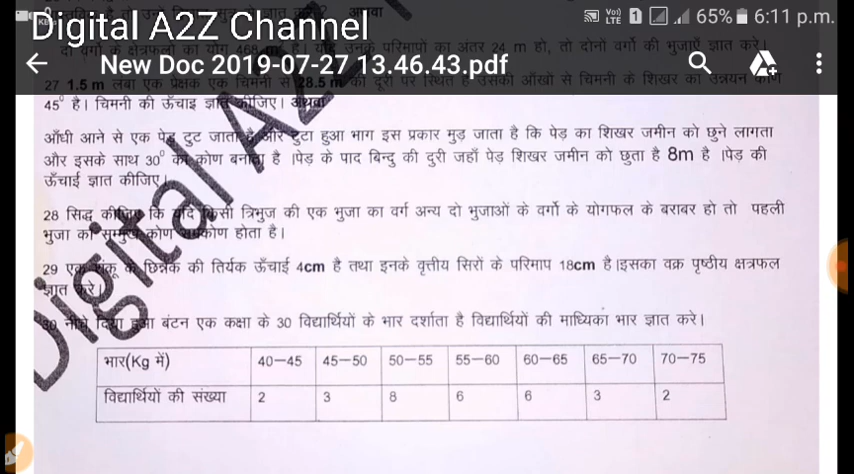 Digital A2Z Channel
65% 6:11 p.m.
दो वर्गो के क्षेत्रफलो का योग 468 है। यदि उनके परिमापो का अंतर 24 m हो, तो दोनों वर्गो की भुजाऐं ज्ञात करे।
New Doc 2019-07-27 13.46.43.pdf
27 1.5 m लंबा एक प्रेक्षक एक चिमनी से 28.5 m की दूरी पर स्थित है उसकी आँखों से चिमनी के शिखर का उन्नयन कोण
45° है। चिमनी की ऊँचाइ ज्ञात कीजिए। अथवा
आँधी आने से एक पेड़ टुट जाता है और टुटा हुआ भाग इस प्रकार मुड़ जाता है कि पेड़ का शिखर जमीन को छुने लागता
और इसके साथ 30° का कोण बनाता है ।पेड़ के पाद बिन्दु की दुरी जहाँ पेड़ शिखर जमीन को छुता है 8m है ।पेड़ की
ऊँचाई ज्ञात कीजिए।
28 सिद्ध कीजिए कि यदि किसी त्रिभुज की एक भुजा का वर्ग अन्य दो भुजाओं के वर्गो के योगफल के बराबर हो तो पहली
भुजा का सम्मुख कोण समकोण होता है।
29 एक शंकू के छिन्नक की तिर्यक ऊँचाई 4cm है तथा इनके वृत्तीय सिरों के परिमाप 18cm है।इसका वक्र पृष्ठीय क्षत्रफल
ज्ञात करे।
30 नीचे दिया हुआ बंटन एक कक्षा के 30 विद्यार्थियों के भार दर्शाता है विद्यार्थियों की माध्यिका भार ज्ञात करे।
भार(Kg में) 40—45 45—50 50—55 55—60 60—65 65—70 70—75
विद्यार्थियों की संख्या 2 3 8 6 6 3 2
Digital A2Z